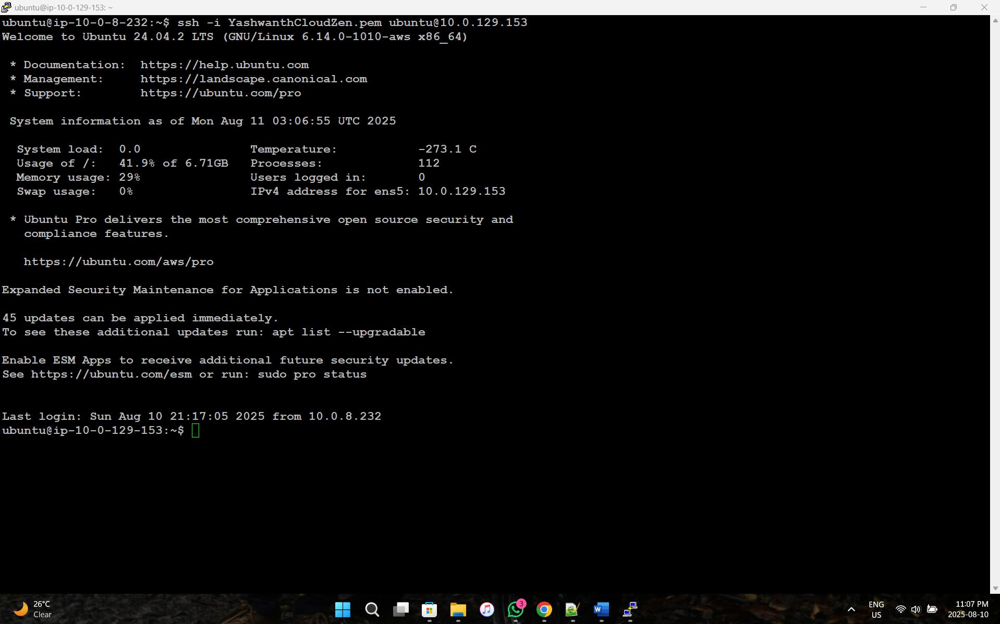 ubuntu@ip-10-0-129-153: ~
ubuntu@ip-10-0-8-232:~$ ssh -i YashwanthCloudZen.pem ubuntu@10.0.129.153
Welcome to Ubuntu 24.04.2 LTS (GNU/Linux 6.14.0-1010-aws x86_64)
* Documentation:  https://help.ubuntu.com
* Management:     https://landscape.canonical.com
* Support:        https://ubuntu.com/pro
System information as of Mon Aug 11 03:06:55 UTC 2025
System load:  0.0               Temperature:           -273.1 C
Usage of /:   41.9% of 6.71GB   Processes:             112
Memory usage: 29%               Users logged in:       0
Swap usage:   0%                IPv4 address for ens5: 10.0.129.153
* Ubuntu Pro delivers the most comprehensive open source security and
compliance features.
https://ubuntu.com/aws/pro
Expanded Security Maintenance for Applications is not enabled.
45 updates can be applied immediately.
To see these additional updates run: apt list --upgradable
Enable ESM Apps to receive additional future security updates.
See https://ubuntu.com/esm or run: sudo pro status
Last login: Sun Aug 10 21:17:05 2025 from 10.0.8.232
ubuntu@ip-10-0-129-153:~$
26°C
Clear
3
W
ENG
US
11:07 PM
2025-08-10